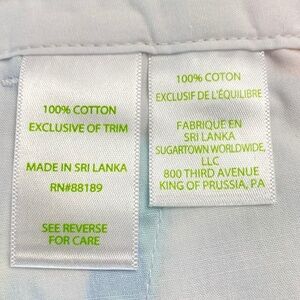 100% COTTON
EXCLUSIVE OF TRIM
MADE IN SRI LANKA
RN#88189
SEE REVERSE
FOR CARE
100% COTON
EXCLUSIF DE L'ÉQUILIBRE
FABRIQUÉ EN
SRI LANKA
SUGARTOWN WORLDWIDE,
LLC
800 THIRD AVENUE
KING OF PRUSSIA, PA